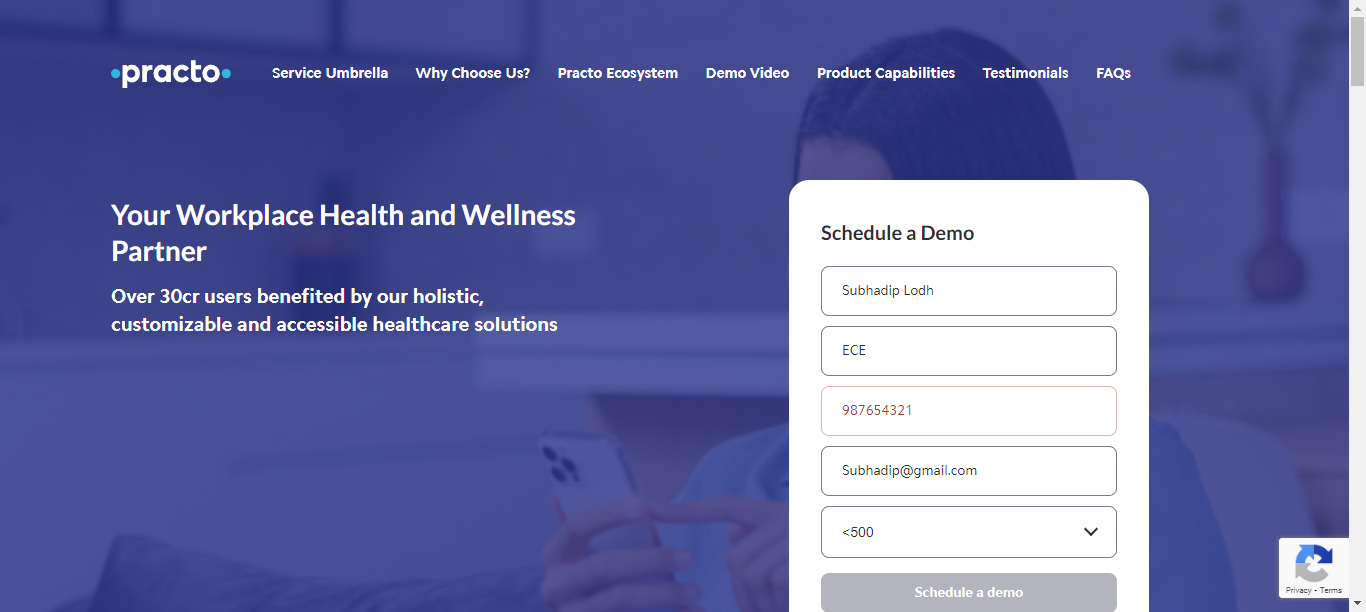 practo
Service Umbrella Why Choose Us? Practo Ecosystem Demo Video Product Capabilities Testimonials FAQs
Your Workplace Health and Wellness
Partner
Over 30cr users benefited by our holistic,
customizable and accessible healthcare solutions
Schedule a Demo
Subhadip Lodh
ECE
987654321
Subhadip@gmail.com
<500
Schedule a demo
Privacy - Terms